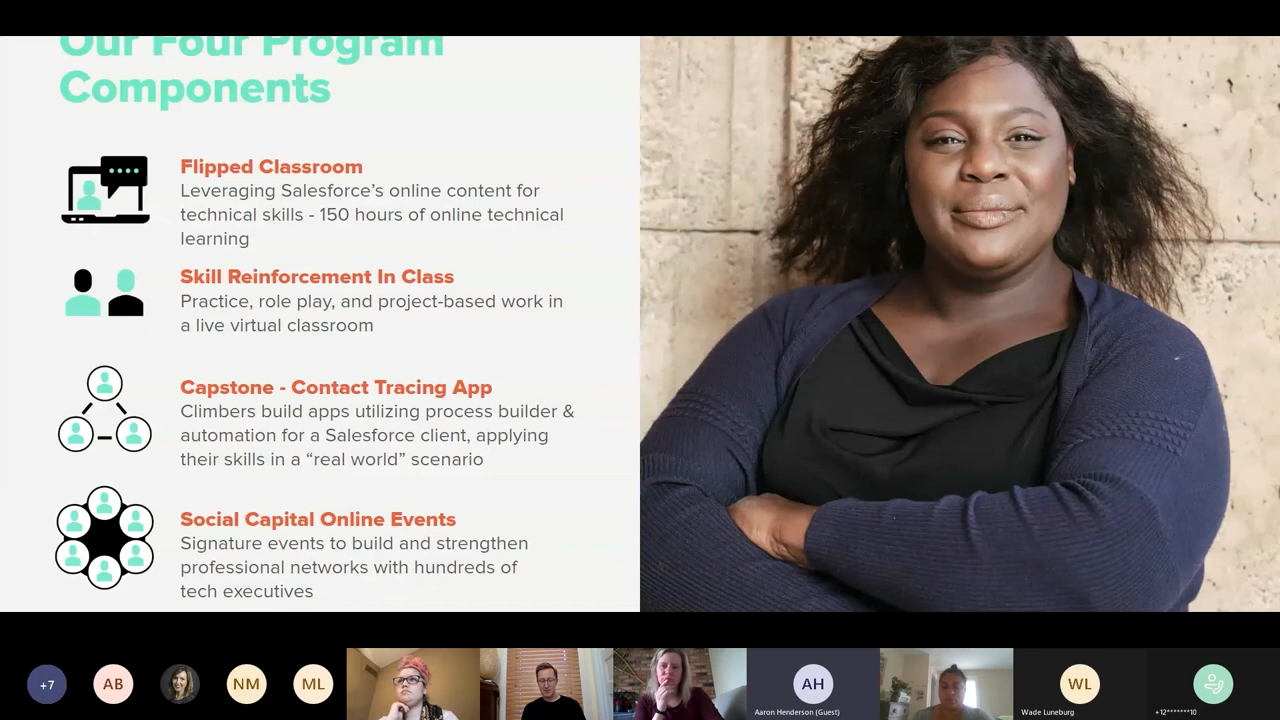 Our Four Program
Components
Flipped Classroom
Leveraging Salesforce’s online content for
technical skills - 150 hours of online technical
learning
Skill Reinforcement In Class
Practice, role play, and project-based work in
a live virtual classroom
Capstone - Contact Tracing App
Climbers build apps utilizing process builder &
automation for a Salesforce client, applying
their skills in a “real world” scenario
Social Capital Online Events
Signature events to build and strengthen
professional networks with hundreds of
tech executives
+7
AB
NM
ML
AH
Aaron Henderson (Guest)
WL
Wade Luneburg
+12*******10